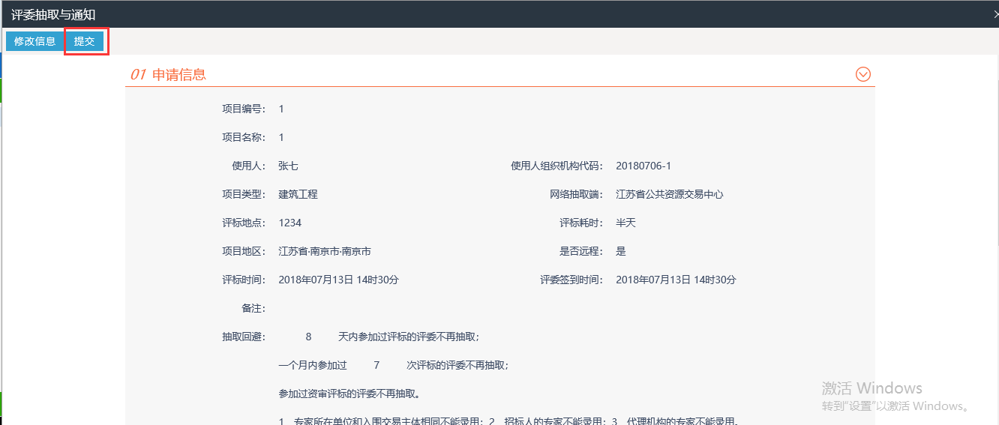 评委抽取与通知
修改信息 提交
01 申请信息
项目编号： 1
项目名称： 1
使用人： 张七 使用人组织机构代码： 20180706-1
项目类型： 建筑工程 网络抽取端： 江苏省公共资源交易中心
评标地点： 1234 评标耗时： 半天
项目地区： 江苏省·南京市·南京市 是否远程： 是
评标时间： 2018年07月13日 14时30分 评委签到时间： 2018年07月13日 14时30分
备注：
抽取回避： 8 天内参加过评标的评委不再抽取；
一个月内参加过 7 次评标的评委不再抽取；
参加过资审评标的评委不再抽取。
1、专家所在单位和入围交易主体相同不能录用；2、招标人的专家不能录用；3、代理机构的专家不能录用。
激活 Windows
转到"设置"以激活 Windows。